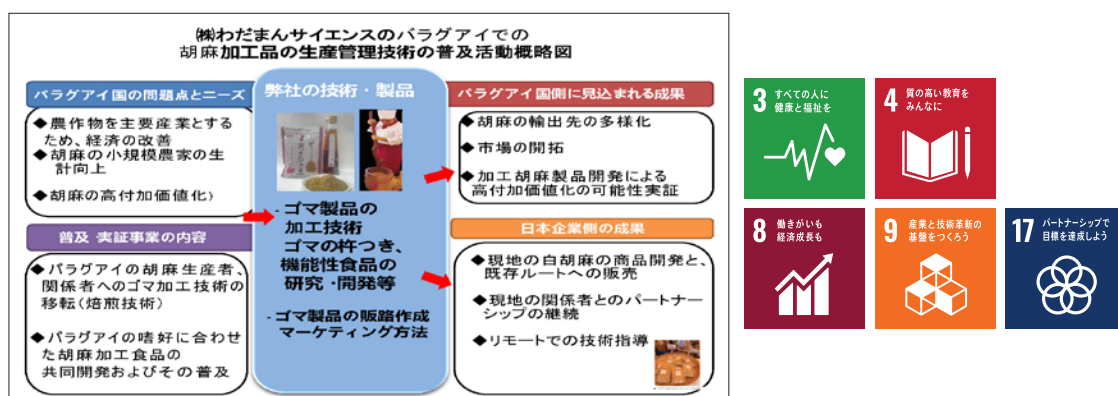 ㈱わだまんサイエンスのパラグアイでの
胡麻加工品の生産管理技術の普及活動概略図
パラグアイ国の問題点とニーズ
◆農作物を主要産業とする
ため、経済の改善
◆胡麻の小規模農家の生
計向上
◆胡麻の高付加価値化)
普及・実証事業の内容
◆パラグアイの胡麻生産者、
関係者へのゴマ加工技術の
移転(焙煎技術)
◆パラグアイの嗜好に合わせ
た胡麻加工食品の
共同開発およびその普及
弊社の技術・製品
・ゴマ製品の
加工技術
ゴマの杵つき、
機能性食品の
研究・開発等
・ゴマ製品の販路作成
マーケティング方法
パラグアイ国側に見込まれる成果
◆胡麻の輸出先の多様化
◆市場の開拓
◆加工胡麻製品開発による
高付加価値化の可能性実証
日本企業側の成果
◆現地の白胡麻の商品開発と、
既存ルートへの販売
◆現地の関係者とのパートナー
シップの継続
◆リモートでの技術指導
3 すべての人に
健康と福祉を
4 質の高い教育を
みんなに
8 働きがいも
経済成長も
9 産業と技術革新の
基盤をつくろう
17 パートナーシップで
目標を達成しよう